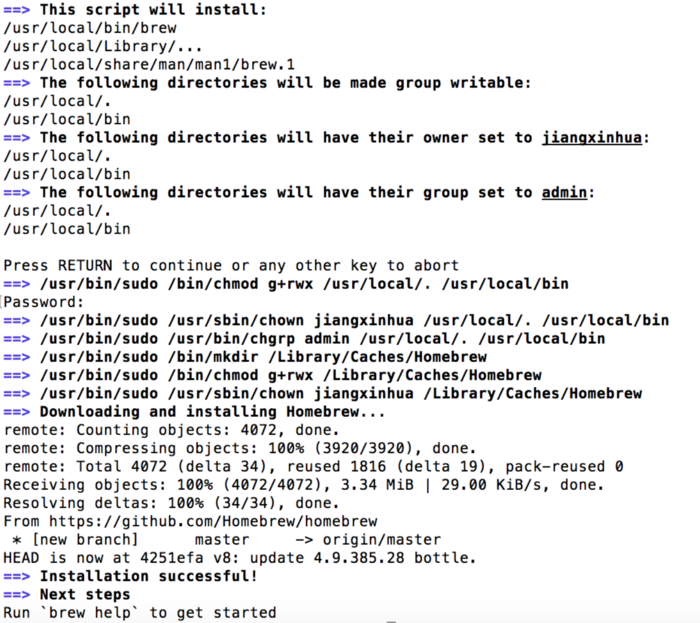 ==> This script will install:
/usr/local/bin/brew
/usr/local/Library/...
/usr/local/share/man/man1/brew.1
==> The following directories will be made group writable:
/usr/local/.
/usr/local/bin
==> The following directories will have their owner set to jiangxinhua:
/usr/local/.
/usr/local/bin
==> The following directories will have their group set to admin:
/usr/local/.
/usr/local/bin

Press RETURN to continue or any other key to abort
==> /usr/bin/sudo /bin/chmod g+rwx /usr/local/. /usr/local/bin
Password:
==> /usr/bin/sudo /usr/sbin/chown jiangxinhua /usr/local/. /usr/local/bin
==> /usr/bin/sudo /usr/bin/chgrp admin /usr/local/. /usr/local/bin
==> /usr/bin/sudo /bin/mkdir /Library/Caches/Homebrew
==> /usr/bin/sudo /bin/chmod g+rwx /Library/Caches/Homebrew
==> /usr/bin/sudo /usr/sbin/chown jiangxinhua /Library/Caches/Homebrew
==> Downloading and installing Homebrew...
remote: Counting objects: 4072, done.
remote: Compressing objects: 100% (3920/3920), done.
remote: Total 4072 (delta 34), reused 1816 (delta 19), pack-reused 0
Receiving objects: 100% (4072/4072), 3.34 MiB | 29.00 KiB/s, done.
Resolving deltas: 100% (34/34), done.
From https://github.com/Homebrew/homebrew
 * [new branch]      master     -> origin/master
HEAD is now at 4251efa v8: update 4.9.385.28 bottle.
==> Installation successful!
==> Next steps
Run `brew help` to get started